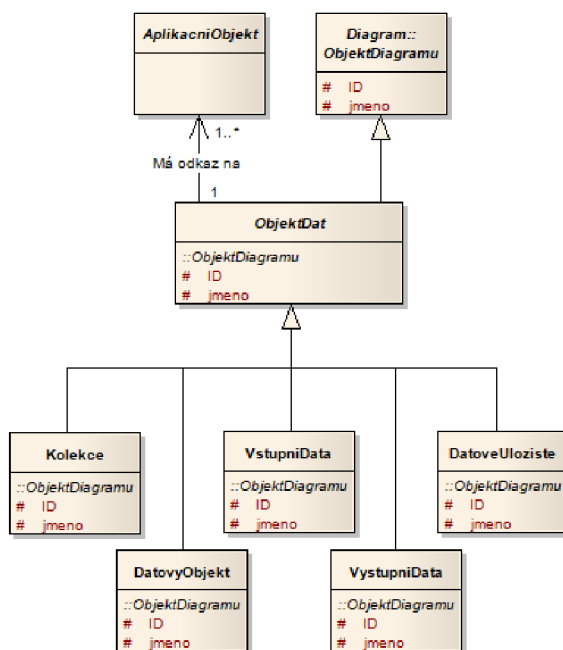 AplikacniObjekt
Diagram::
ObjektDiagramu
# ID
# jmeno
1..*
Má odkaz na
1
ObjektDat
::ObjektDiagramu
# ID
# jmeno
Kolekce
::ObjektDiagramu
# ID
# jmeno
VstupniData
::ObjektDiagramu
# ID
# jmeno
DatoveUloziste
::ObjektDiagramu
# ID
# jmeno
DatovyObjekt
::ObjektDiagramu
# ID
# jmeno
VystupniData
::ObjektDiagramu
# ID
# jmeno